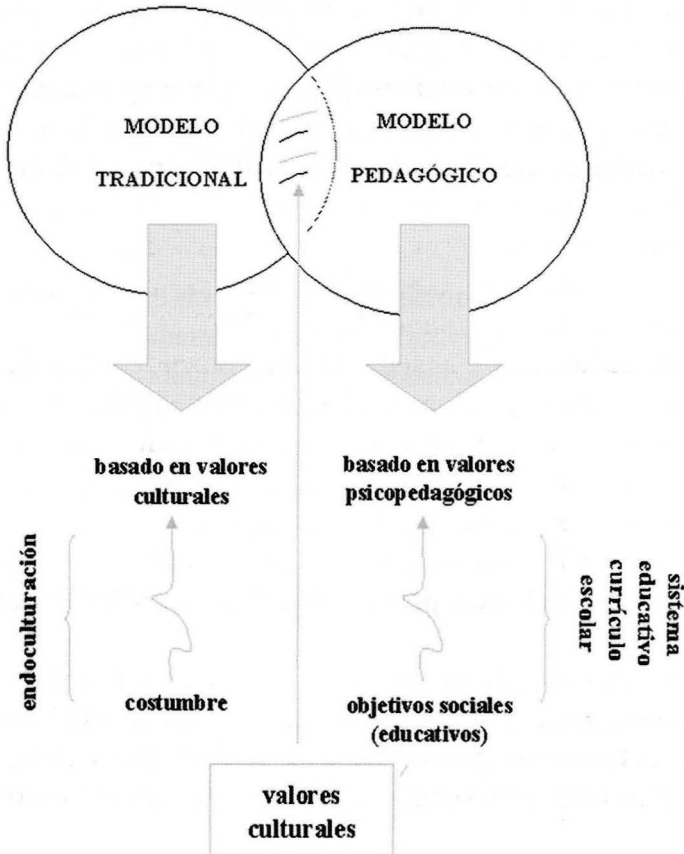 MODELO
TRADICIONAL
MODELO
PEDAGÓGICO
basado en valores
culturales
basado en valores
psicopedagógicos
endoculturación
costumbre
objetivos sociales
(educativos)
sistema
educativo
currículo
escolar
valores
culturales